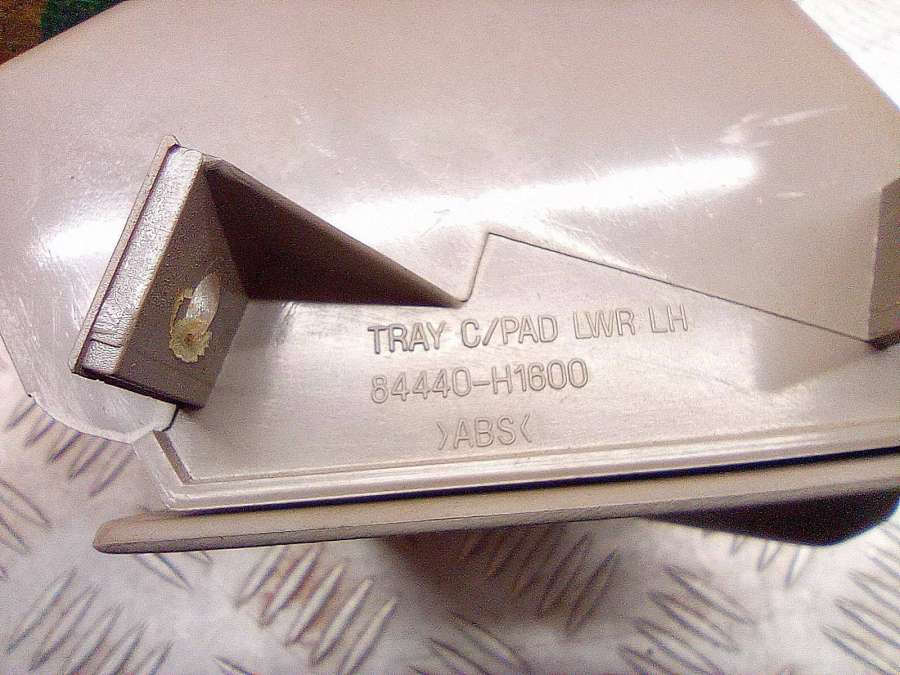 TRAY C/PAD LWR LH
84440-H1600
>ABS<